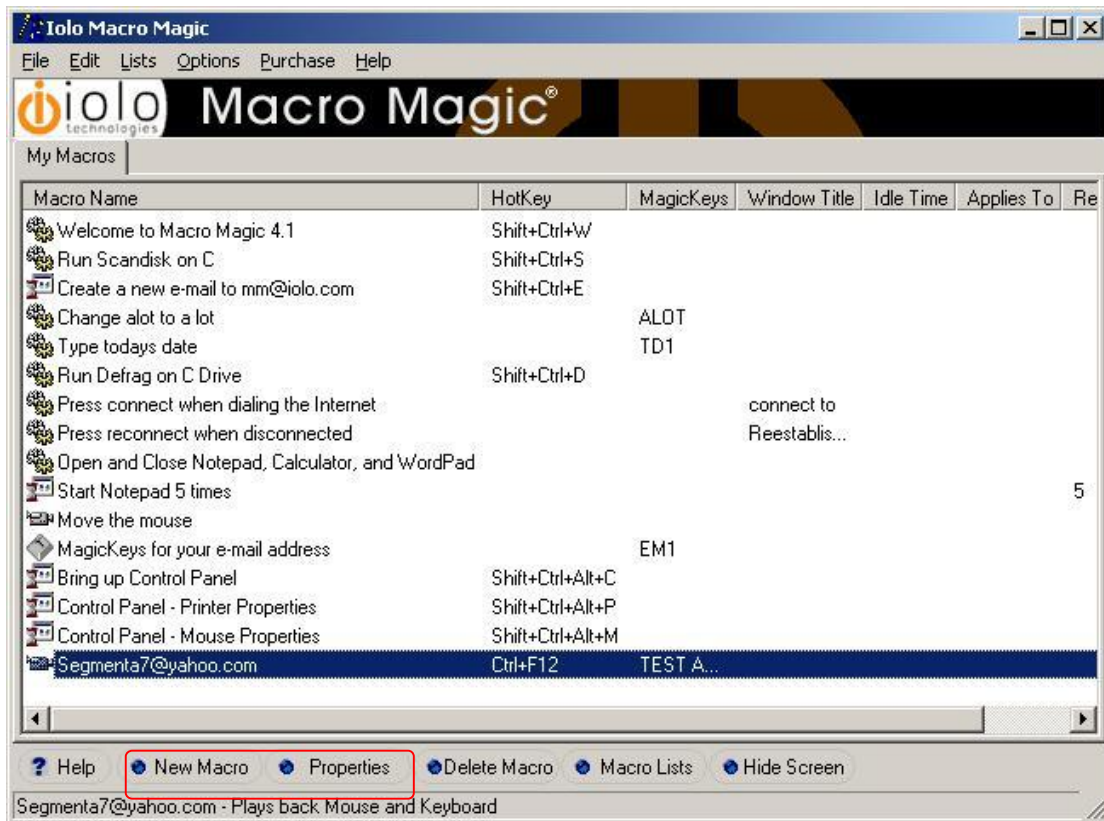 Iolo Macro Magic
File Edit Lists Options Purchase Help
iolo technologies Macro Magic®
My Macros
Macro Name HotKey MagicKeys Window Title Idle Time Applies To Re
Welcome to Macro Magic 4.1 Shift+Ctrl+W
Run Scandisk on C Shift+Ctrl+S
Create a new e-mail to mm@iolo.com Shift+Ctrl+E
Change alot to a lot ALOT
Type todays date TD1
Run Defrag on C Drive Shift+Ctrl+D
Press connect when dialing the Internet connect to
Press reconnect when disconnected Reestablis...
Open and Close Notepad, Calculator, and WordPad
Start Notepad 5 times 5
Move the mouse
MagicKeys for your e-mail address EM1
Bring up Control Panel Shift+Ctrl+Alt+C
Control Panel - Printer Properties Shift+Ctrl+Alt+P
Control Panel - Mouse Properties Shift+Ctrl+Alt+M
Segmenta7@yahoo.com Ctrl+F12 TEST A...
? Help New Macro Properties Delete Macro Macro Lists Hide Screen
Segmenta7@yahoo.com - Plays back Mouse and Keyboard